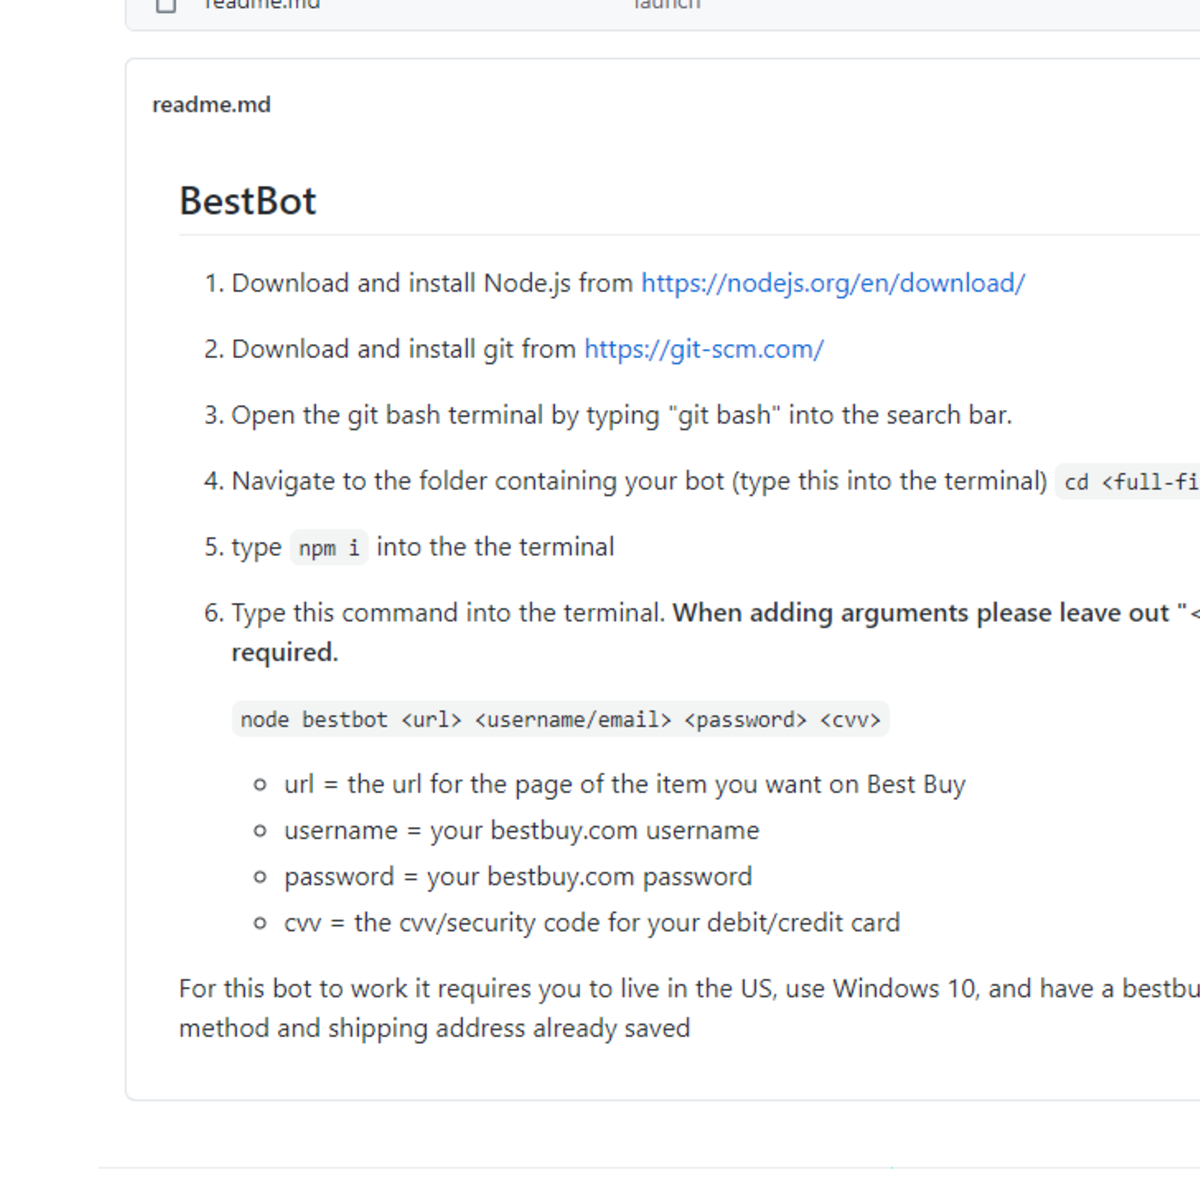 readme.md
launch
readme.md
BestBot
1. Download and install Node.js from https://nodejs.org/en/download/
2. Download and install git from https://git-scm.com/
3. Open the git bash terminal by typing "git bash" into the search bar.
4. Navigate to the folder containing your bot (type this into the terminal) cd <full-fi
5. type npm i into the the terminal
6. Type this command into the terminal. When adding arguments please leave out "<
required.
node bestbot <url> <username/email> <password> <cvv>
url = the url for the page of the item you want on Best Buy
username = your bestbuy.com username
password = your bestbuy.com password
cvv = the cvv/security code for your debit/credit card
For this bot to work it requires you to live in the US, use Windows 10, and have a bestbu
method and shipping address already saved